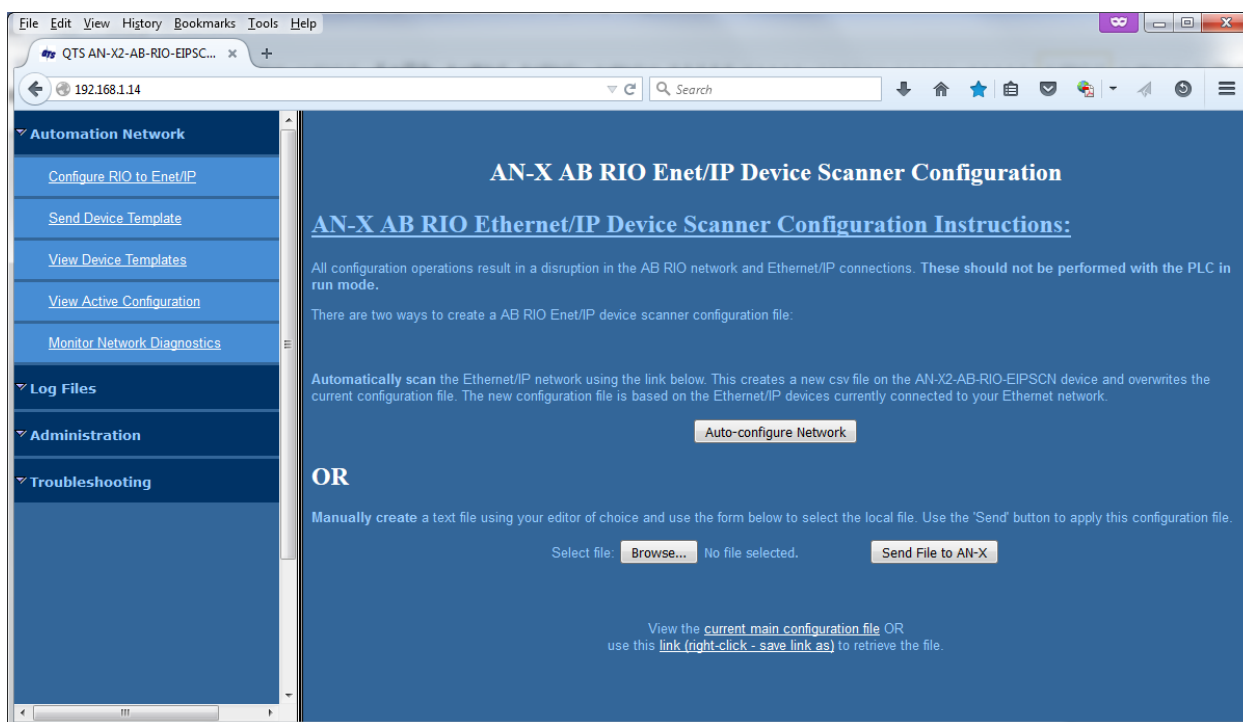 File Edit View History Bookmarks Tools Help
QTS AN-X2-AB-RIO-EIPSC...
192.168.1.14
Search
Automation Network
Configure RIO to Enet/IP
Send Device Template
View Device Templates
View Active Configuration
Monitor Network Diagnostics
Log Files
Administration
Troubleshooting
AN-X AB RIO Enet/IP Device Scanner Configuration
AN-X AB RIO Ethernet/IP Device Scanner Configuration Instructions:
All configuration operations result in a disruption in the AB RIO network and Ethernet/IP connections. These should not be performed with the PLC in
run mode.
There are two ways to create a AB RIO Enet/IP device scanner configuration file:
Automatically scan the Ethernet/IP network using the link below. This creates a new csv file on the AN-X2-AB-RIO-EIPSCN device and overwrites the
current configuration file. The new configuration file is based on the Ethernet/IP devices currently connected to your Ethernet network.
Auto-configure Network
OR
Manually create a text file using your editor of choice and use the form below to select the local file. Use the 'Send' button to apply this configuration file.
Select file: Browse... No file selected. Send File to AN-X
View the current main configuration file OR
use this link (right-click - save link as) to retrieve the file.